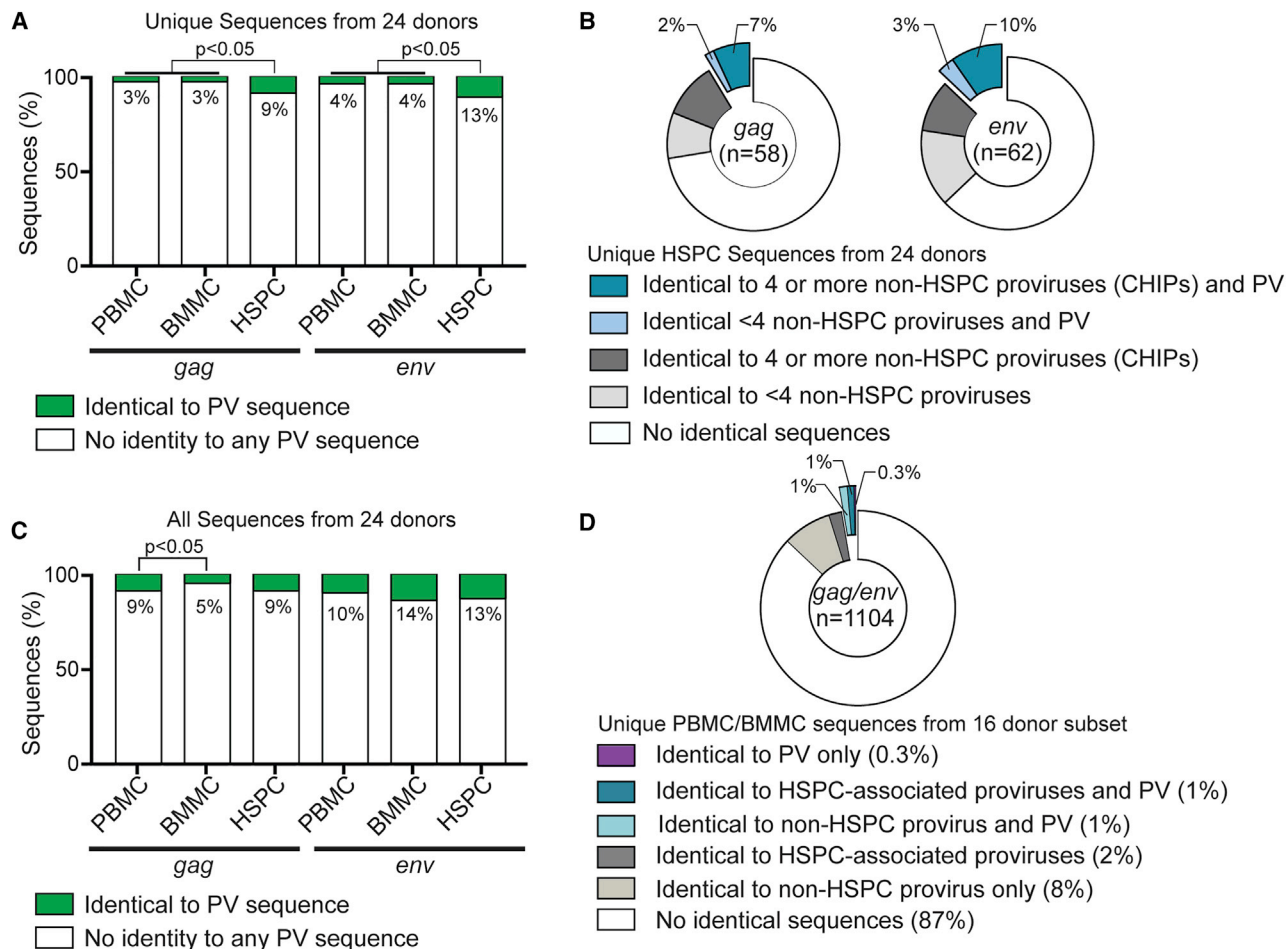 A
Unique Sequences from 24 donors
p<0.05
p<0.05
100
50
0
Sequences (%)
3%
3%
9%
4%
4%
13%
PBMC
BMMC
HSPC
PBMC
BMMC
HSPC
gag
env
Identical to PV sequence
No identity to any PV sequence
B
2%
7%
gag
(n=58)
3%
10%
env
(n=62)
Unique HSPC Sequences from 24 donors
Identical to 4 or more non-HSPC proviruses (CHIPs) and PV
Identical <4 non-HSPC proviruses and PV
Identical to 4 or more non-HSPC proviruses (CHIPs)
Identical to <4 non-HSPC proviruses
No identical sequences
C
All Sequences from 24 donors
p<0.05
100
50
0
Sequences (%)
9%
5%
9%
10%
14%
13%
PBMC
BMMC
HSPC
PBMC
BMMC
HSPC
gag
env
Identical to PV sequence
No identity to any PV sequence
D
1%
1%
0.3%
gag/env
n=1104
Unique PBMC/BMMC sequences from 16 donor subset
Identical to PV only (0.3%)
Identical to HSPC-associated proviruses and PV (1%)
Identical to non-HSPC provirus and PV (1%)
Identical to HSPC-associated proviruses (2%)
Identical to non-HSPC provirus only (8%)
No identical sequences (87%)